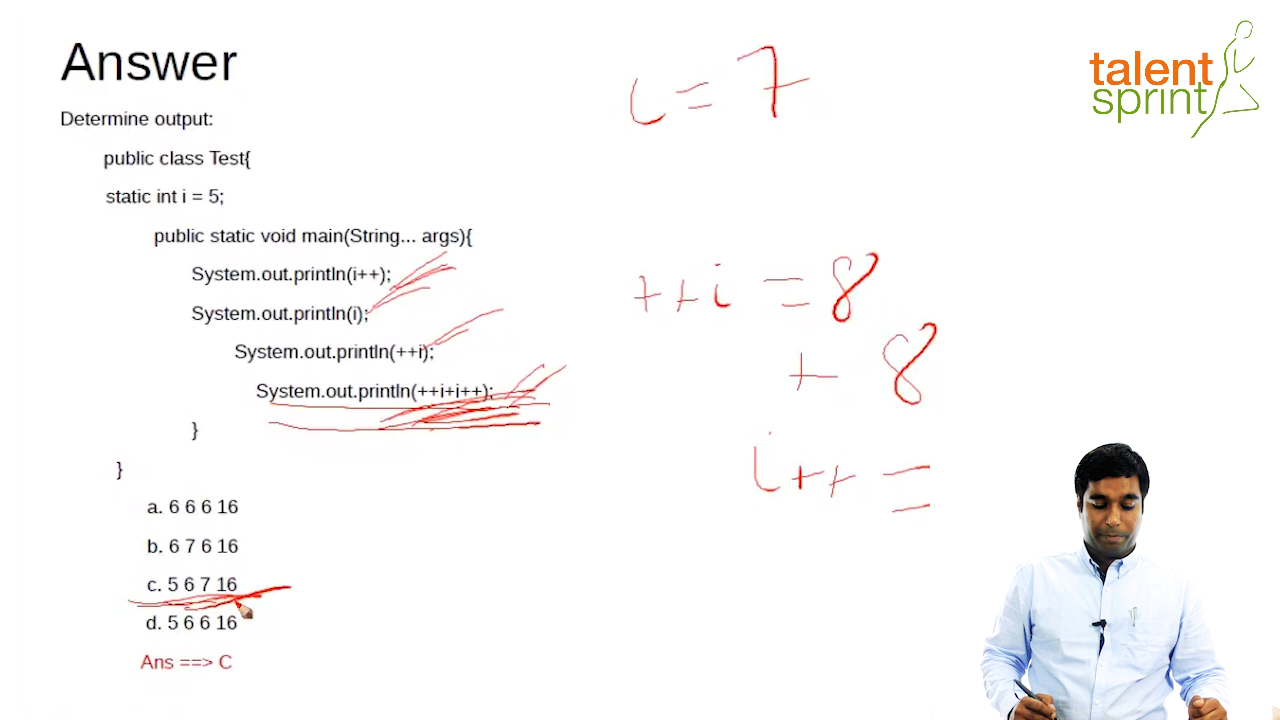 Answer
Determine output:
public class Test{
static int i = 5;
public static void main(String... args){
System.out.println(i++);
System.out.println(i);
System.out.println(++i);
System.out.println(++i+i++);
}
}
a. 6 6 6 16
b. 6 7 6 16
c. 5 6 7 16
d. 5 6 6 16
Ans ==> C
i = 7
++i = 8
+ 8
i++ =
talent
sprint